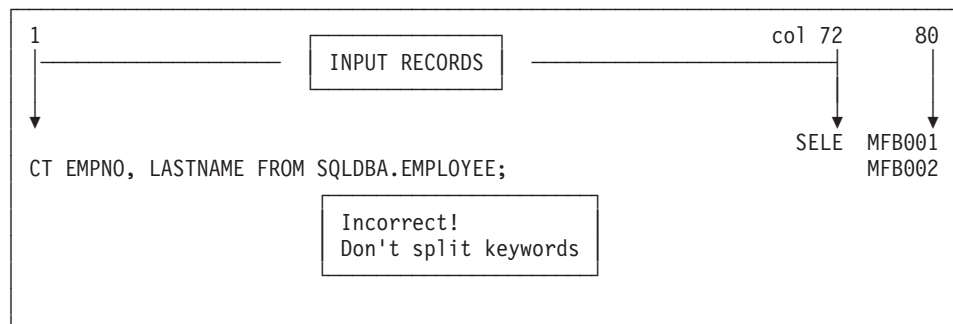 1 col 72 80
INPUT RECORDS
SELE MFB001
CT EMPNO, LASTNAME FROM SQLDBA.EMPLOYEE; MFB002
Incorrect!
Don't split keywords